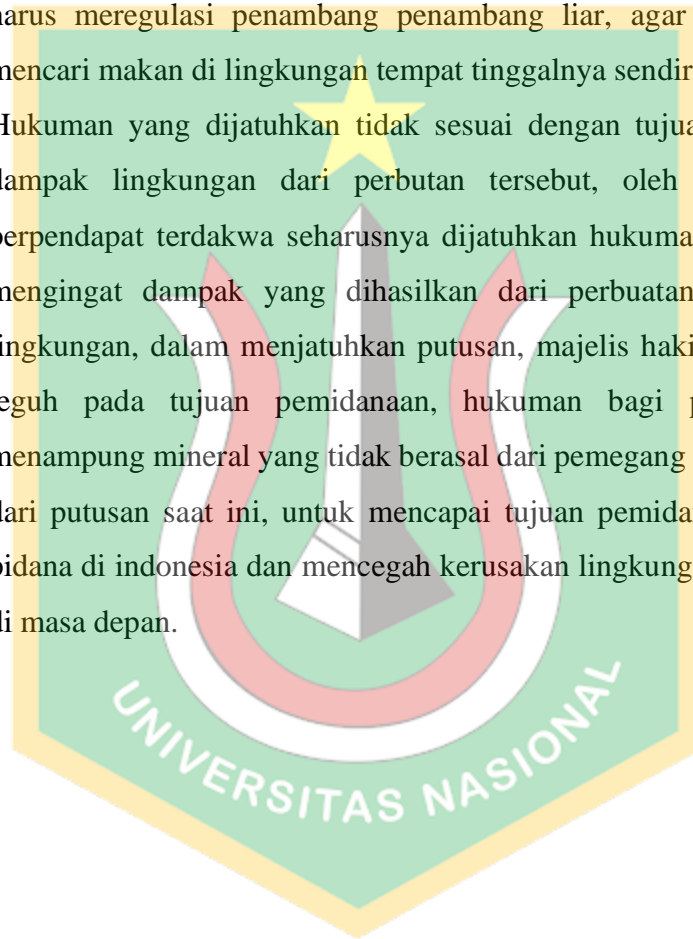 harus meregulasi penambang penambang liar, agar
mencari makan di lingkungan tempat tinggalnya sendir
Hukuman yang dijatuhkan tidak sesuai dengan tujua
dampak lingkungan dari perbutan tersebut, oleh
berpendapat terdakwa seharusnya dijatuhkan hukuma
mengingat dampak yang dihasilkan dari perbuatan
lingkungan, dalam menjatuhkan putusan, majelis haki
teguh pada tujuan pemidanaan, hukuman bagi p
menampung mineral yang tidak berasal dari pemegang
dari putusan saat ini, untuk mencapai tujuan pemida
pidana di indonesia dan mencegah kerusakan lingkung
di masa depan.
UNIVERSITAS NASIONAL